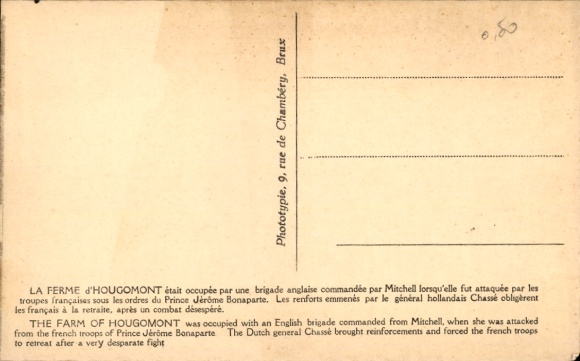 0,50
Phototypie, 9, rue de Chambéry, Brux
LA FERME d'HOUGOMONT était occupée par une brigade anglaise commandée par Mitchell lorsqu'elle fut attaquée par les
troupes françaises sous les ordres du Prince Jérôme Bonaparte. Les renforts emmenés par le général hollandais Chassé obligèrent
les français à la retraite, après un combat désespéré.
THE FARM OF HOUGOMONT was occupied with an English brigade commanded from Mitchell, when she was attacked
from the french troops of Prince Jérôme Bonaparte. The Dutch general Chassé brought reinforcements and forced the french troops
to retreat after a very desparate fight